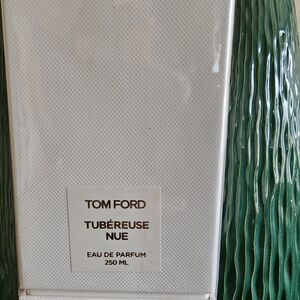 TOM FORD
TUBÉREUSE
NUE
EAU DE PARFUM
250 ML